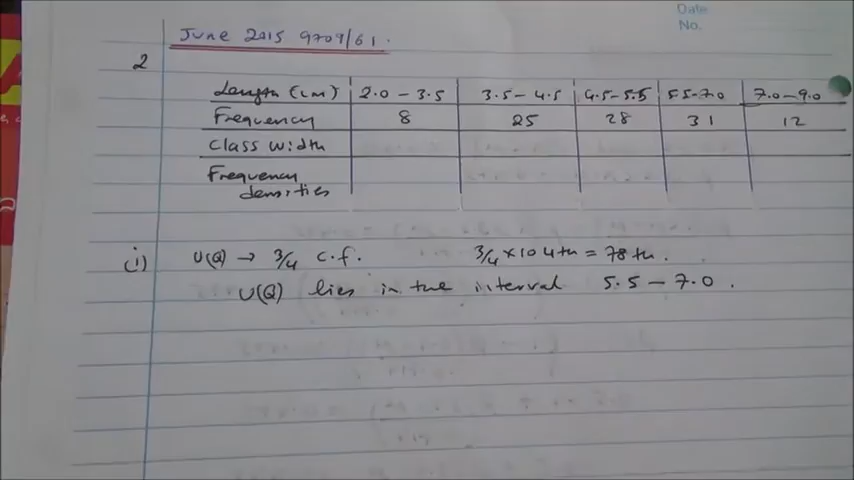 Date
No.
June 2015 9709/61.
2
Length (cm) 2.0 – 3.5 3.5 – 4.5 4.5 – 5.5 5.5 – 7.0 7.0 – 9.0
Frequency 8 25 28 31 12
Class width
Frequency
densities
(i) U(Q) → 3/4 c.f. 3/4 × 104th = 78th.
U(Q) lies in the interval 5.5 – 7.0 .